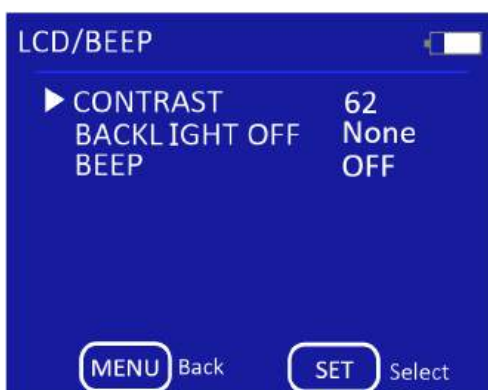 LCD/BEEP
CONTRAST 62
BACKLIGHT OFF None
BEEP OFF
MENU Back SET Select